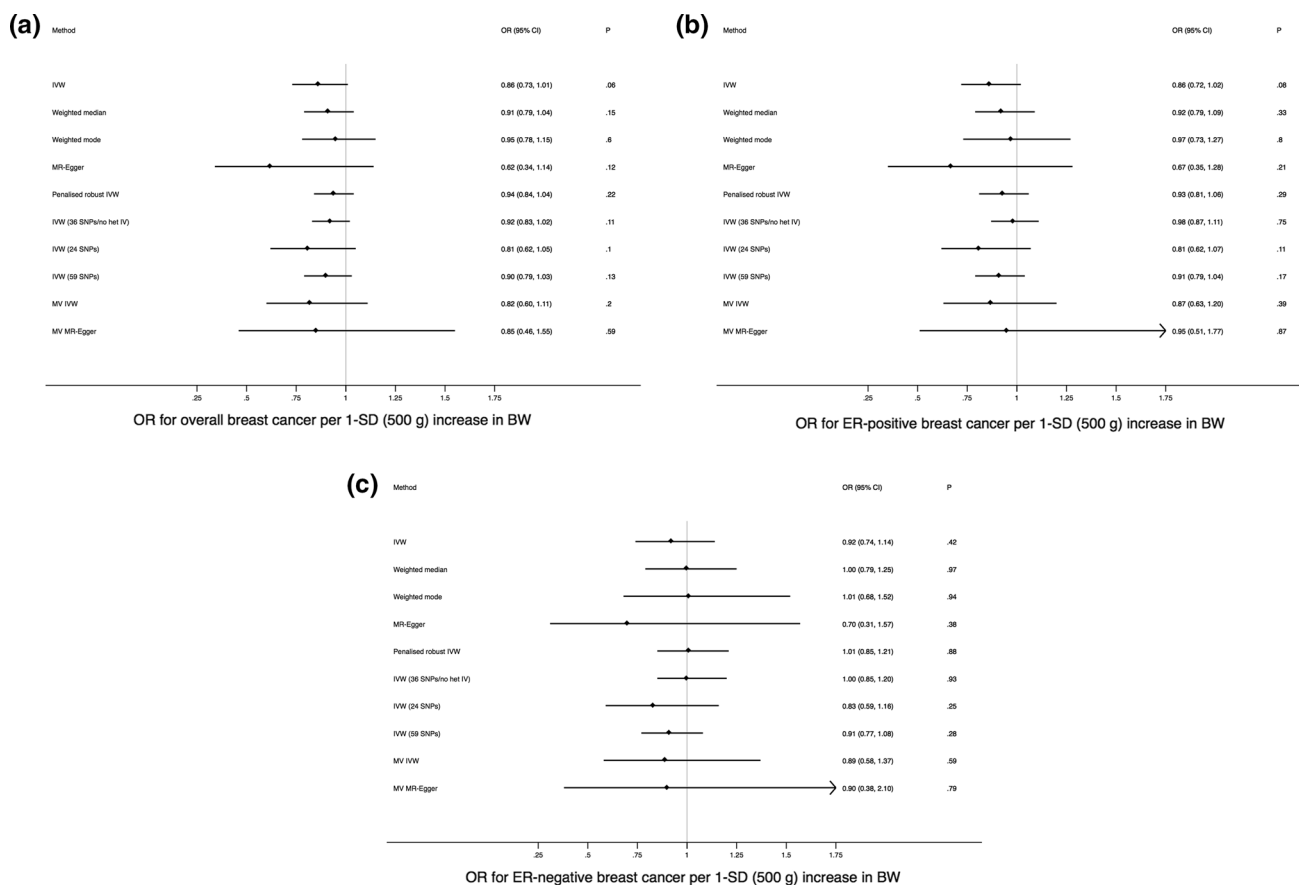 (a)
Method OR (95% CI) P
IVW 0.86 (0.73, 1.01) .06
Weighted median 0.91 (0.79, 1.04) .15
Weighted mode 0.95 (0.78, 1.15) .6
MR-Egger 0.62 (0.34, 1.14) .12
Penalised robust IVW 0.94 (0.84, 1.04) .22
IVW (36 SNPs/no het IV) 0.92 (0.83, 1.02) .11
IVW (24 SNPs) 0.81 (0.62, 1.05) .1
IVW (59 SNPs) 0.90 (0.79, 1.03) .13
MV IVW 0.82 (0.60, 1.11) .2
MV MR-Egger 0.85 (0.46, 1.55) .59
.25 .5 .75 1 1.25 1.5 1.75
OR for overall breast cancer per 1-SD (500 g) increase in BW
(b)
Method OR (95% CI) P
IVW 0.86 (0.72, 1.02) .08
Weighted median 0.92 (0.79, 1.09) .33
Weighted mode 0.97 (0.73, 1.27) .8
MR-Egger 0.67 (0.35, 1.28) .21
Penalised robust IVW 0.93 (0.81, 1.06) .29
IVW (36 SNPs/no het IV) 0.98 (0.87, 1.11) .75
IVW (24 SNPs) 0.81 (0.62, 1.07) .11
IVW (59 SNPs) 0.91 (0.79, 1.04) .17
MV IVW 0.87 (0.63, 1.20) .39
MV MR-Egger 0.95 (0.51, 1.77) .87
.25 .5 .75 1 1.25 1.5 1.75
OR for ER-positive breast cancer per 1-SD (500 g) increase in BW
(c)
Method OR (95% CI) P
IVW 0.92 (0.74, 1.14) .42
Weighted median 1.00 (0.79, 1.25) .97
Weighted mode 1.01 (0.68, 1.52) .94
MR-Egger 0.70 (0.31, 1.57) .38
Penalised robust IVW 1.01 (0.85, 1.21) .88
IVW (36 SNPs/no het IV) 1.00 (0.85, 1.20) .93
IVW (24 SNPs) 0.83 (0.59, 1.16) .25
IVW (59 SNPs) 0.91 (0.77, 1.08) .28
MV IVW 0.89 (0.58, 1.37) .59
MV MR-Egger 0.90 (0.38, 2.10) .79
.25 .5 .75 1 1.25 1.5 1.75
OR for ER-negative breast cancer per 1-SD (500 g) increase in BW